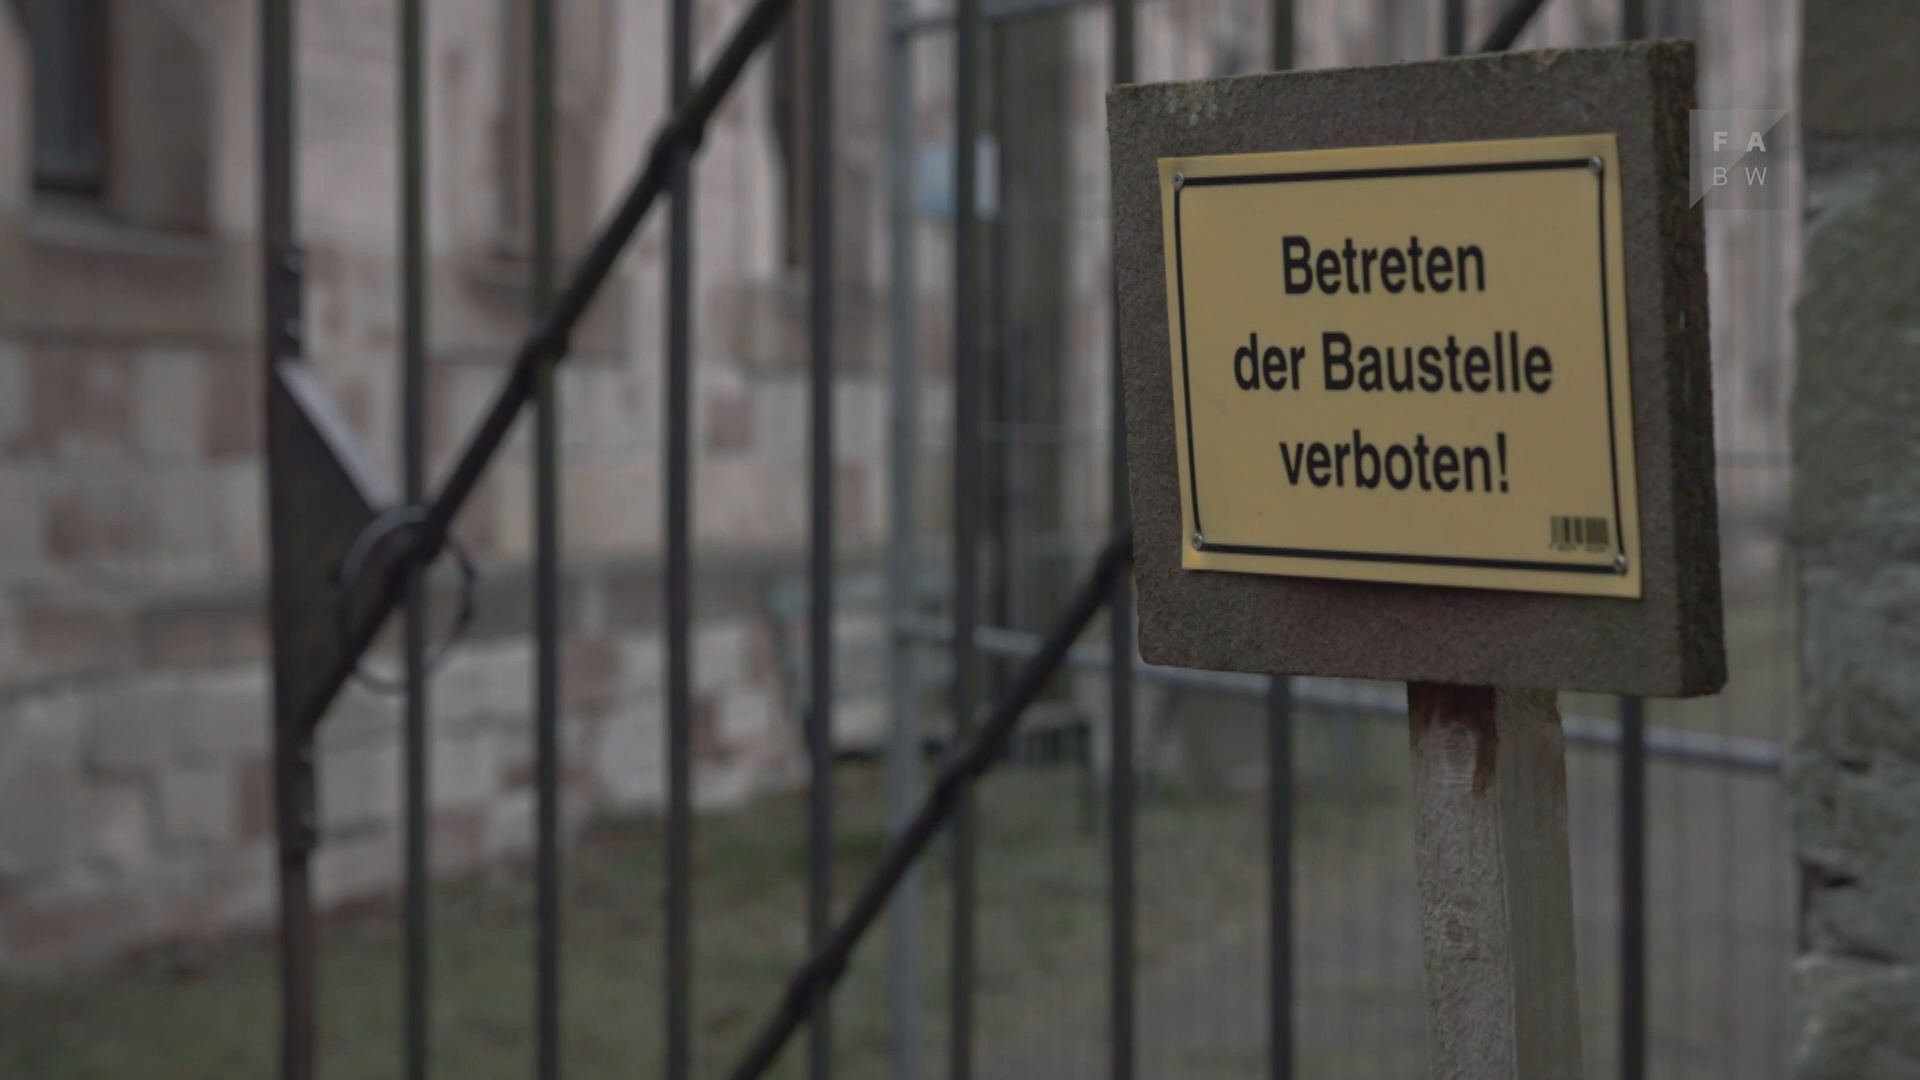 Betreten
der Baustelle
verboten!
F A
B W